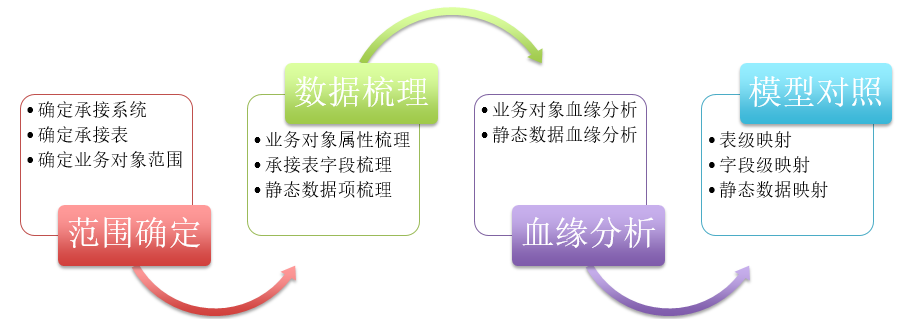 • 确定承接系统
• 确定承接表
• 确定业务对象范围
范围确定
数据梳理
• 业务对象属性梳理
• 承接表字段梳理
• 静态数据项梳理
• 业务对象血缘分析
• 静态数据血缘分析
血缘分析
模型对照
• 表级映射
• 字段级映射
• 静态数据映射